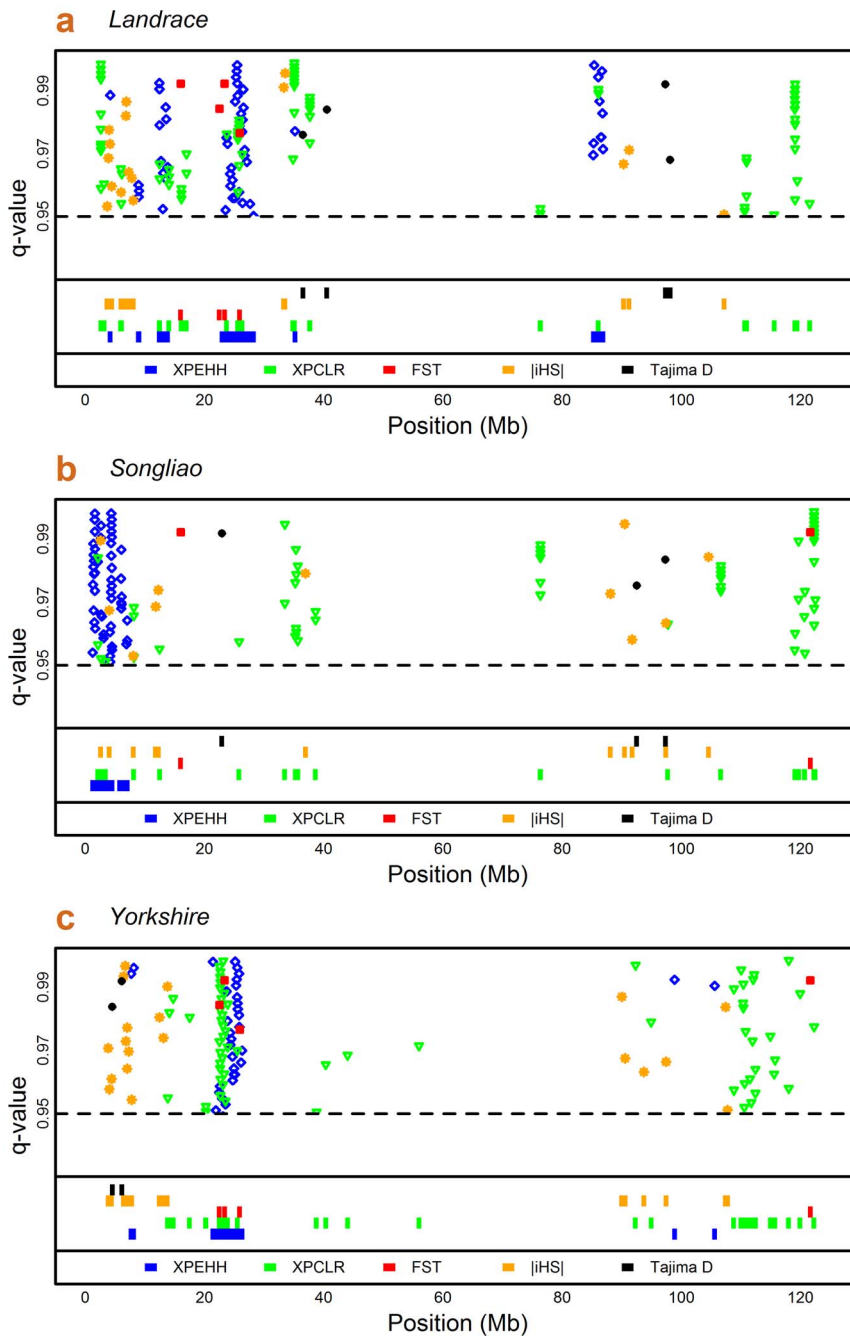 a Landrace
0.99
0.97
0.95
q-value
XPEHH XPCLR FST |iHS| Tajima D
0 20 40 60 80 100 120
Position (Mb)
b Songliao
0.99
0.97
0.95
q-value
XPEHH XPCLR FST |iHS| Tajima D
0 20 40 60 80 100 120
Position (Mb)
c Yorkshire
0.99
0.97
0.95
q-value
XPEHH XPCLR FST |iHS| Tajima D
0 20 40 60 80 100 120
Position (Mb)